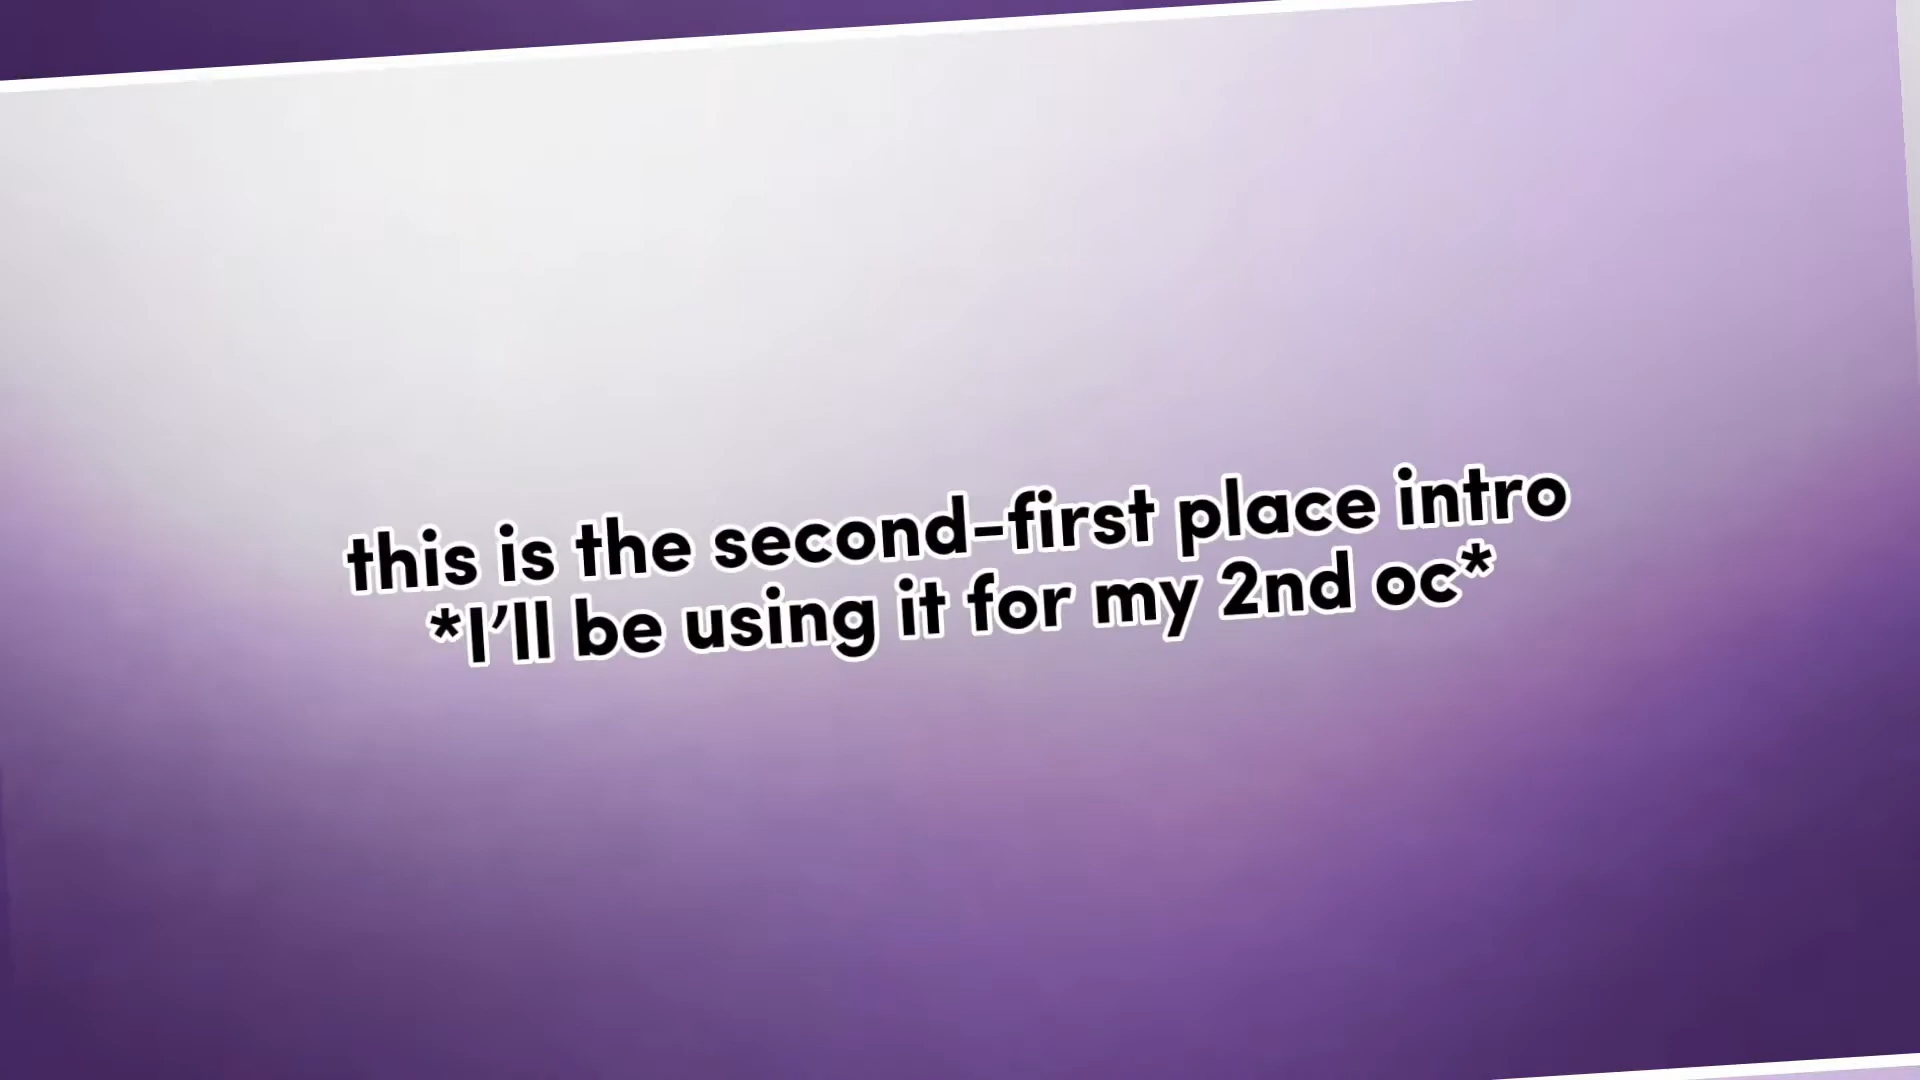 this is the second-first place intro
*I’ll be using it for my 2nd oc*